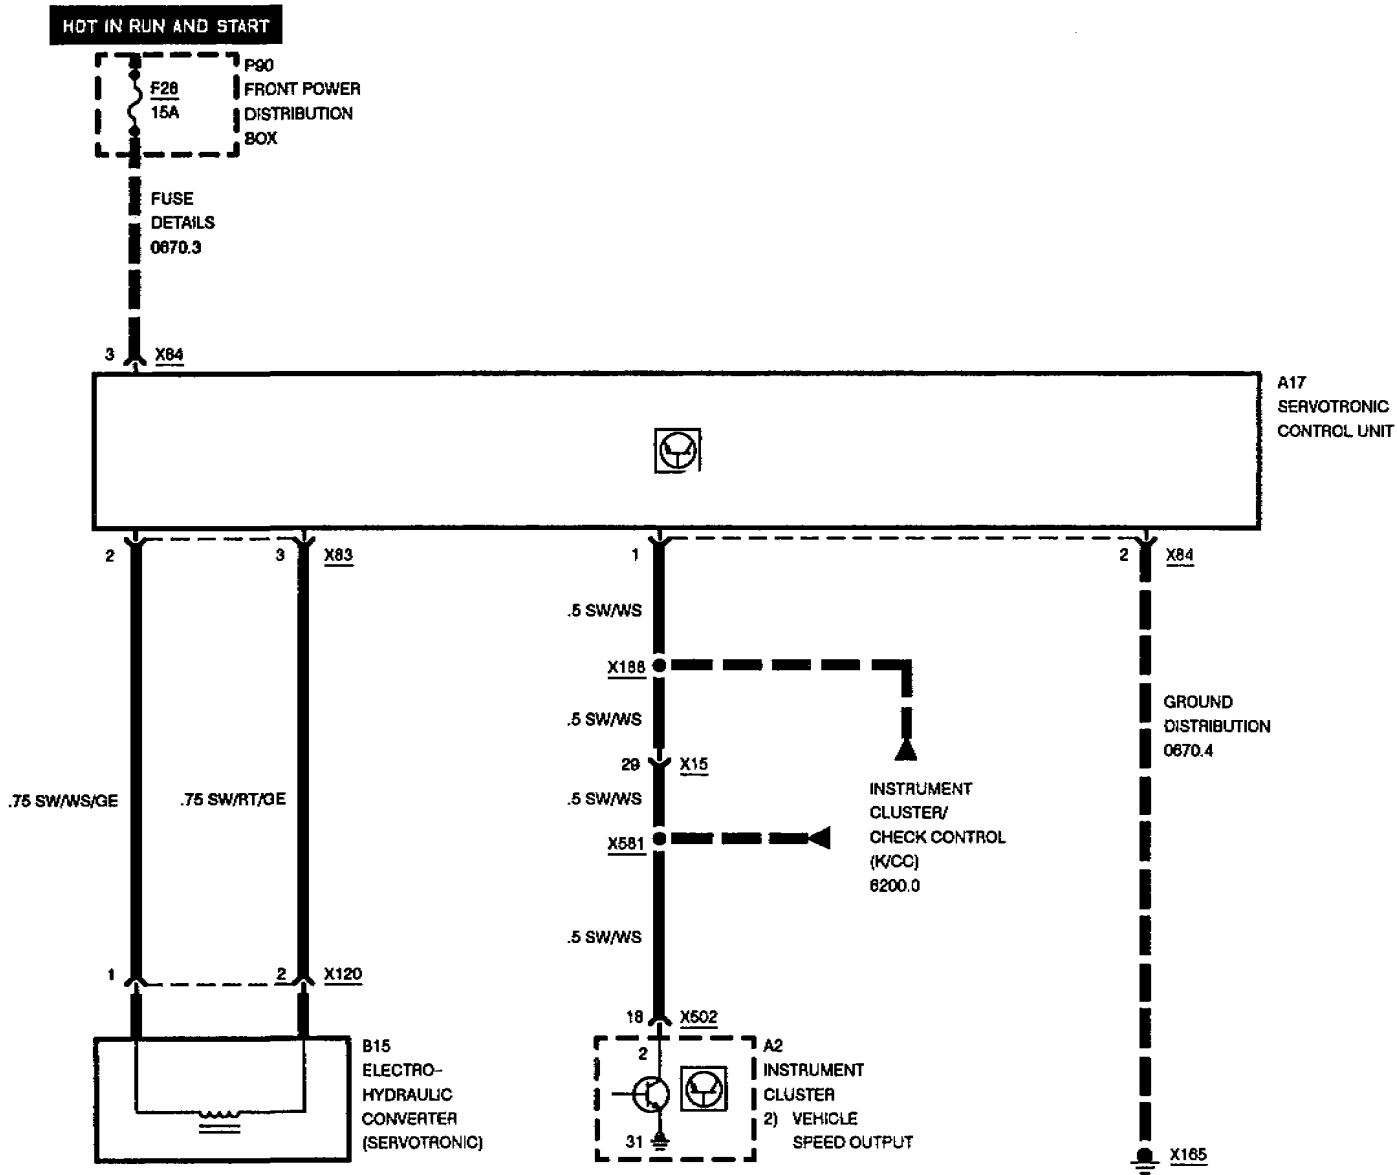 HOT IN RUN AND START
P90
FRONT POWER
DISTRIBUTION
BOX
F28
15A
FUSE
DETAILS
0670.3
3 X84
A17
SERVOTRONIC
CONTROL UNIT
2 3 X83
1 2 X84
.5 SW/WS
X188
.5 SW/WS
29 X15
.5 SW/WS
X581
.5 SW/WS
.75 SW/WS/GE
.75 SW/RT/GE
INSTRUMENT
CLUSTER/
CHECK CONTROL
(K/CC)
6200.0
GROUND
DISTRIBUTION
0670.4
1 2 X120
18 X502
B15
ELECTRO-
HYDRAULIC
CONVERTER
(SERVOTRONIC)
2
31
A2
INSTRUMENT
CLUSTER
2) VEHICLE
SPEED OUTPUT
X165